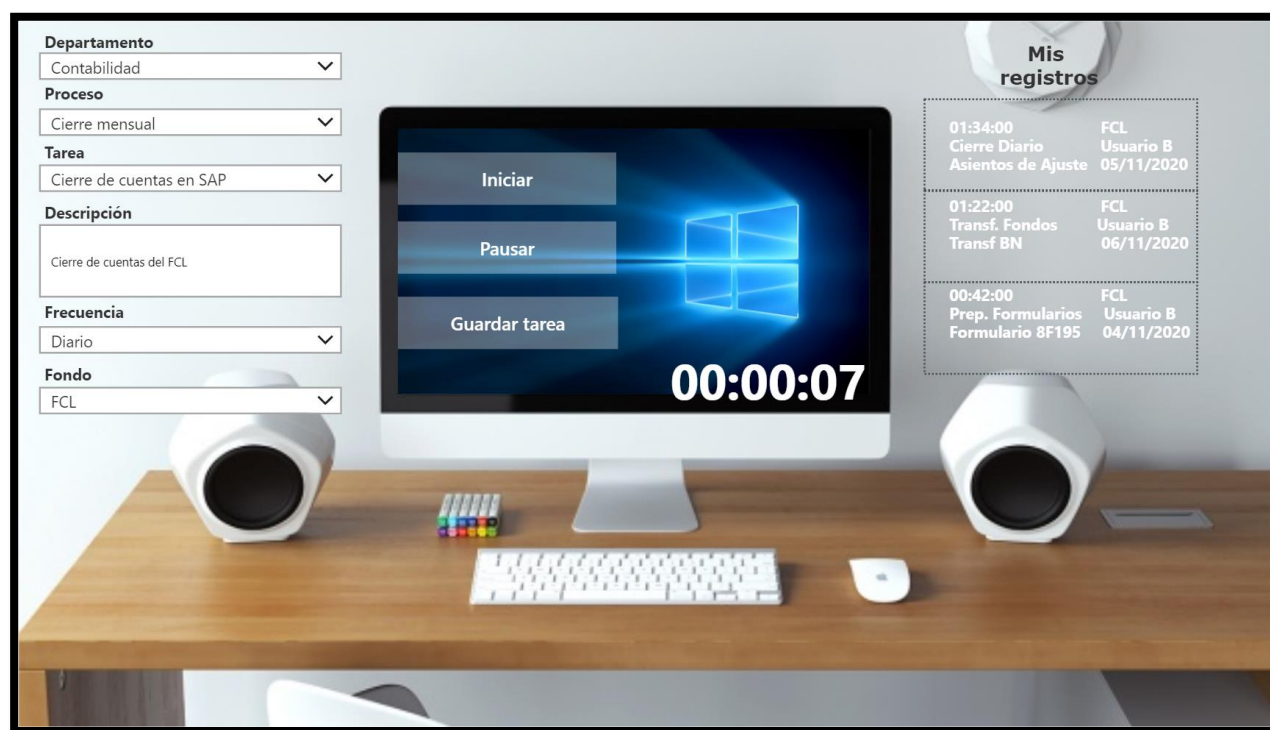 Departamento
Contabilidad
Proceso
Cierre mensual
Tarea
Cierre de cuentas en SAP
Descripción
Cierre de cuentas del FCL
Frecuencia
Diario
Fondo
FCL
Iniciar
Pausar
Guardar tarea
00:00:07
Mis
registros
01:34:00 FCL
Cierre Diario Usuario B
Asientos de Ajuste 05/11/2020
01:22:00 FCL
Transf. Fondos Usuario B
Transf BN 06/11/2020
00:42:00 FCL
Prep. Formularios Usuario B
Formulario 8F195 04/11/2020